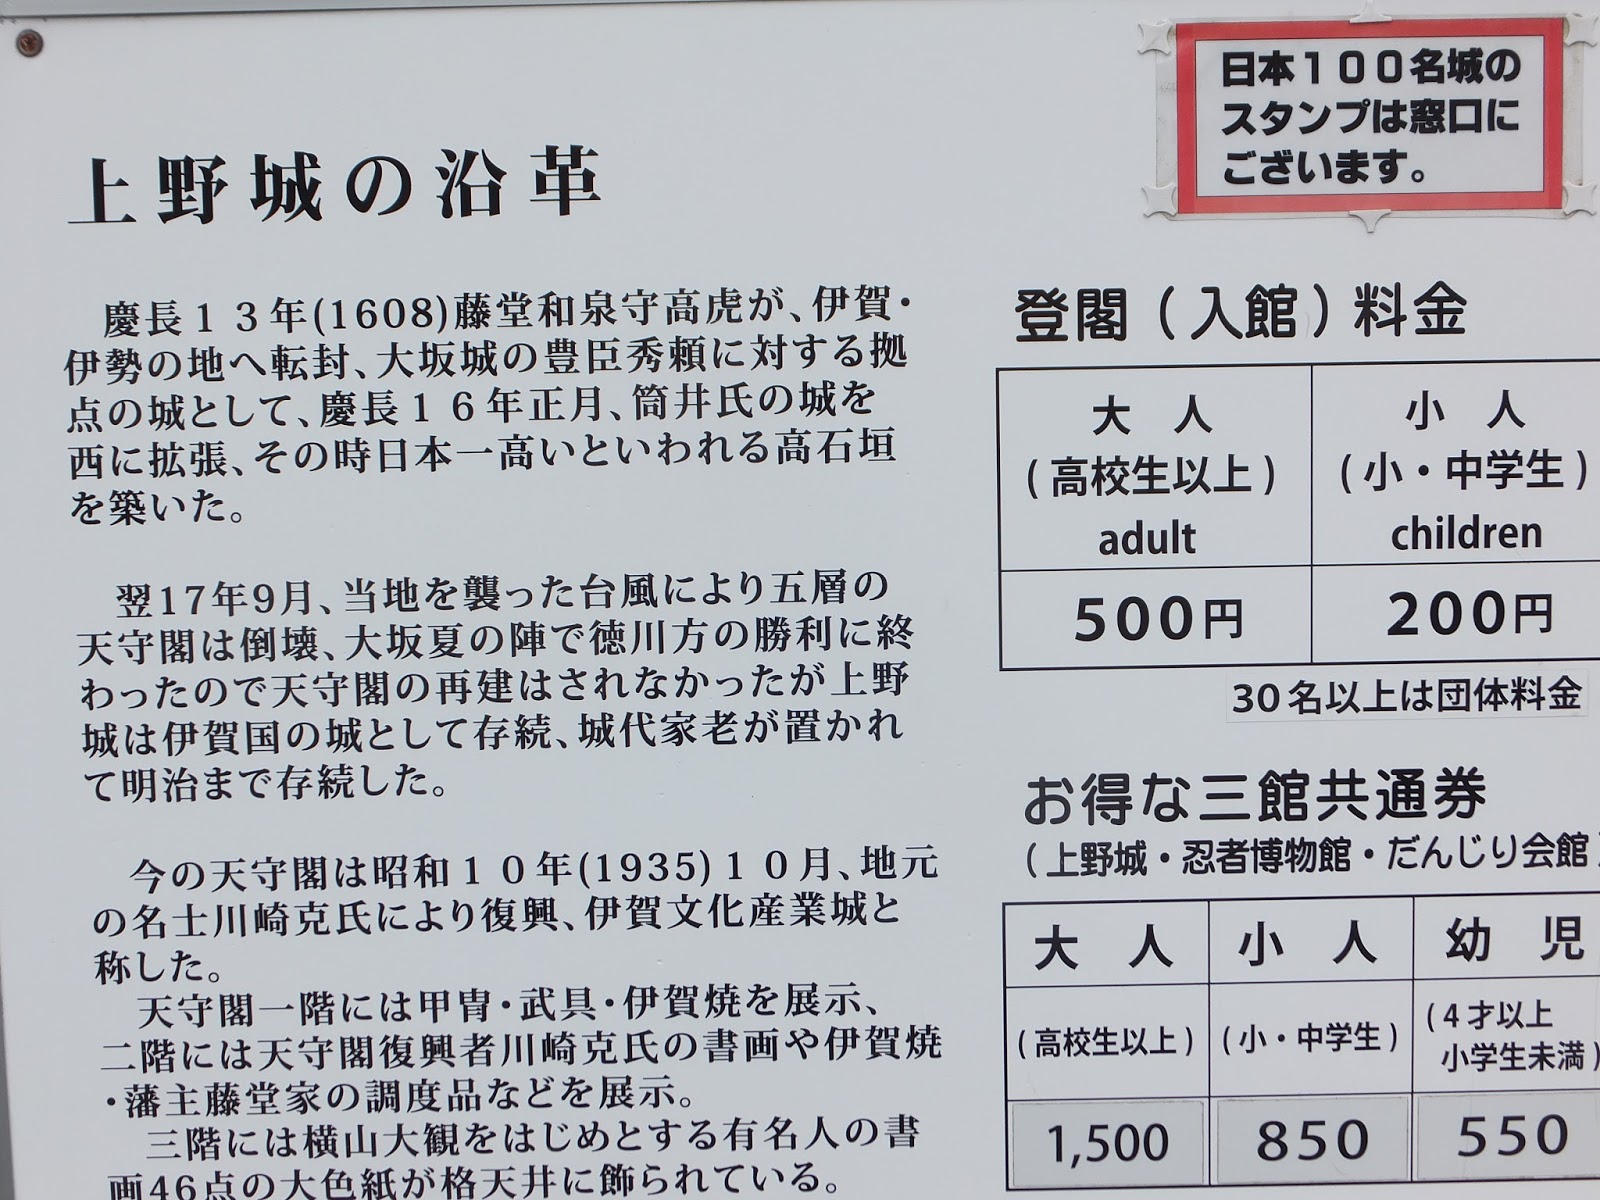 上野城の沿革
慶長１３年(1608)藤堂和泉守高虎が、伊賀・
伊勢の地へ転封、大坂城の豊臣秀頼に対する拠
点の城として、慶長１６年正月、筒井氏の城を
西に拡張、その時日本一高いといわれる高石垣
を築いた。
翌17年9月、当地を襲った台風により五層の
天守閣は倒壊、大坂夏の陣で徳川方の勝利に終
わったので天守閣の再建はされなかったが上野
城は伊賀国の城として存続、城代家老が置かれ
て明治まで存続した。
今の天守閣は昭和１０年(1935)１０月、地元
の名士川崎克氏により復興、伊賀文化産業城と
称した。
天守閣一階には甲冑・武具・伊賀焼を展示、
二階には天守閣復興者川崎克氏の書画や伊賀焼
・藩主藤堂家の調度品などを展示。
三階には横山大観をはじめとする有名人の書
画46点の大色紙が格天井に飾られている。
日本１００名城の
スタンプは窓口に
ございます。
登閣（入館）料金
大　人
(高校生以上)
adult
小　人
(小・中学生)
children
500円
200円
30名以上は団体料金
お得な三館共通券
(上野城・忍者博物館・だんじり会館)
大　人
小　人
幼　児
(高校生以上)
(小・中学生)
(4才以上
小学生未満)
1,500
850
550